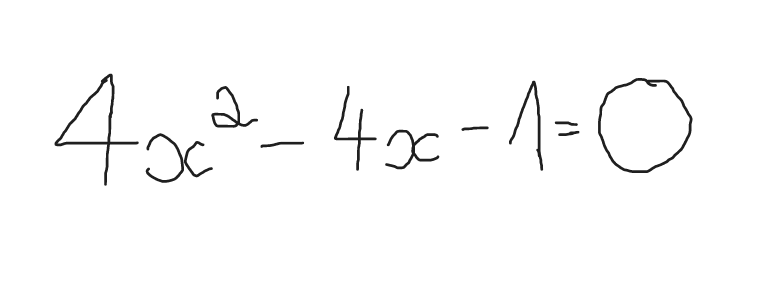 4x² - 4x - 1 = 0